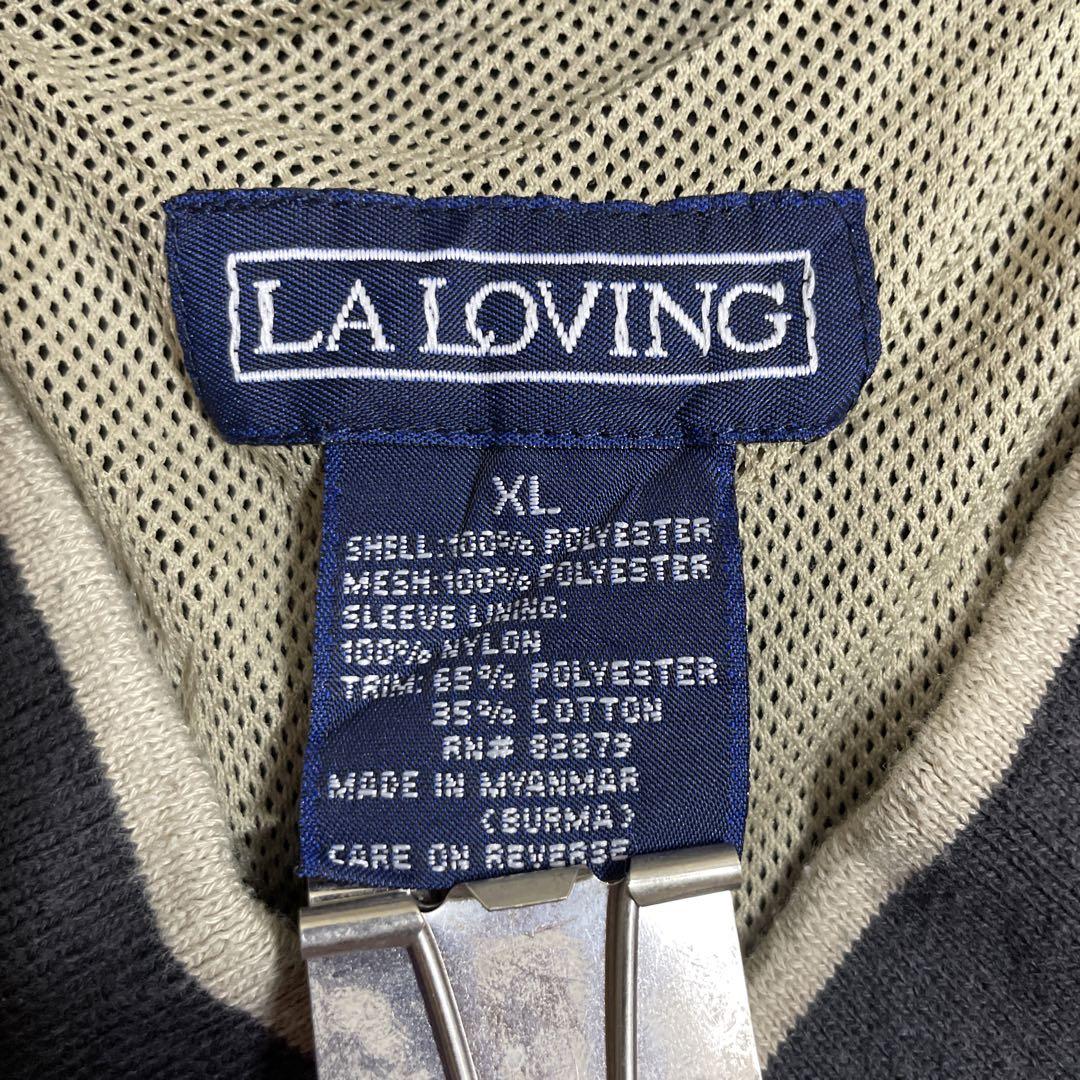 LA LOVING
XL
SHELL:100% POLYESTER
MESH:100% POLYESTER
SLEEVE LINING:
100% NYLON
TRIM: 65% POLYESTER
35% COTTON
RN# 82879
MADE IN MYANMAR
(BURMA)
CARE ON REVERSE